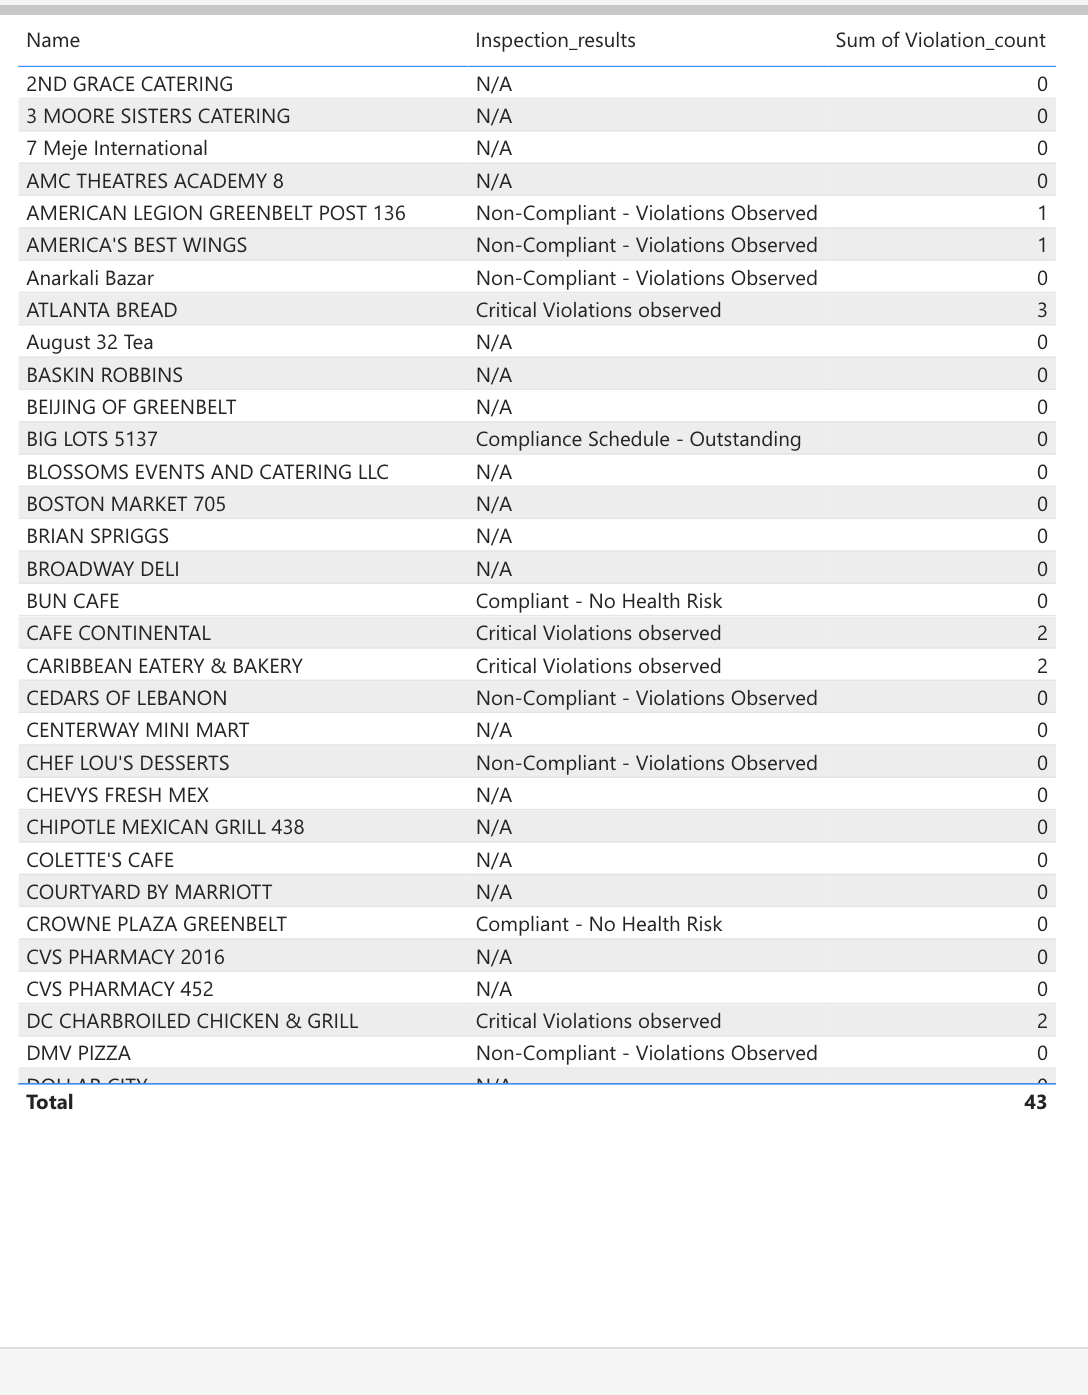 Name Inspection_results Sum of Violation_count
2ND GRACE CATERING N/A 0
3 MOORE SISTERS CATERING N/A 0
7 Meje International N/A 0
AMC THEATRES ACADEMY 8 N/A 0
AMERICAN LEGION GREENBELT POST 136 Non-Compliant - Violations Observed 1
AMERICA'S BEST WINGS Non-Compliant - Violations Observed 1
Anarkali Bazar Non-Compliant - Violations Observed 0
ATLANTA BREAD Critical Violations observed 3
August 32 Tea N/A 0
BASKIN ROBBINS N/A 0
BEIJING OF GREENBELT N/A 0
BIG LOTS 5137 Compliance Schedule - Outstanding 0
BLOSSOMS EVENTS AND CATERING LLC N/A 0
BOSTON MARKET 705 N/A 0
BRIAN SPRIGGS N/A 0
BROADWAY DELI N/A 0
BUN CAFE Compliant - No Health Risk 0
CAFE CONTINENTAL Critical Violations observed 2
CARIBBEAN EATERY & BAKERY Critical Violations observed 2
CEDARS OF LEBANON Non-Compliant - Violations Observed 0
CENTERWAY MINI MART N/A 0
CHEF LOU'S DESSERTS Non-Compliant - Violations Observed 0
CHEVYS FRESH MEX N/A 0
CHIPOTLE MEXICAN GRILL 438 N/A 0
COLETTE'S CAFE N/A 0
COURTYARD BY MARRIOTT N/A 0
CROWNE PLAZA GREENBELT Compliant - No Health Risk 0
CVS PHARMACY 2016 N/A 0
CVS PHARMACY 452 N/A 0
DC CHARBROILED CHICKEN & GRILL Critical Violations observed 2
DMV PIZZA Non-Compliant - Violations Observed 0
DOLLAR CITY N/A 0
Total 43